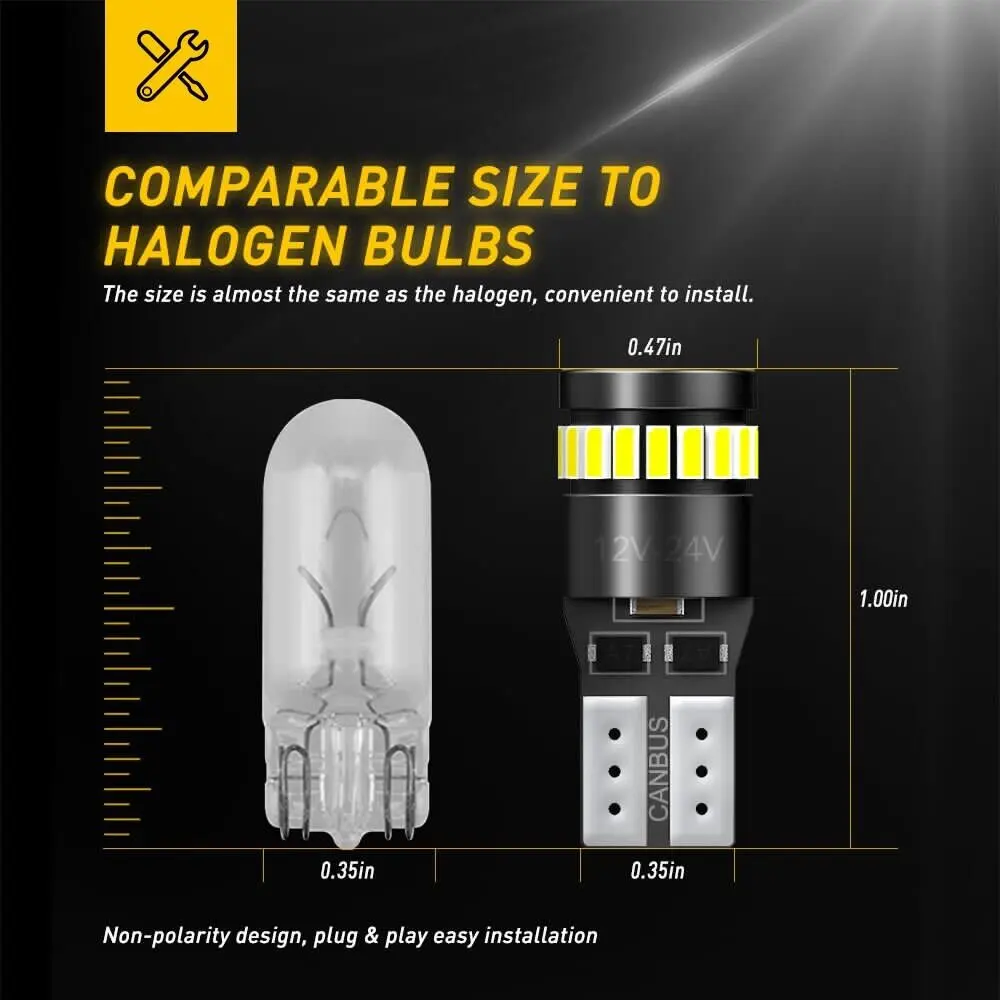 COMPARABLE SIZE TO
HALOGEN BULBS
The size is almost the same as the halogen, convenient to install.
0.47in
12V-24V
1.00in
CANBUS
0.35in
0.35in
Non-polarity design, plug & play easy installation